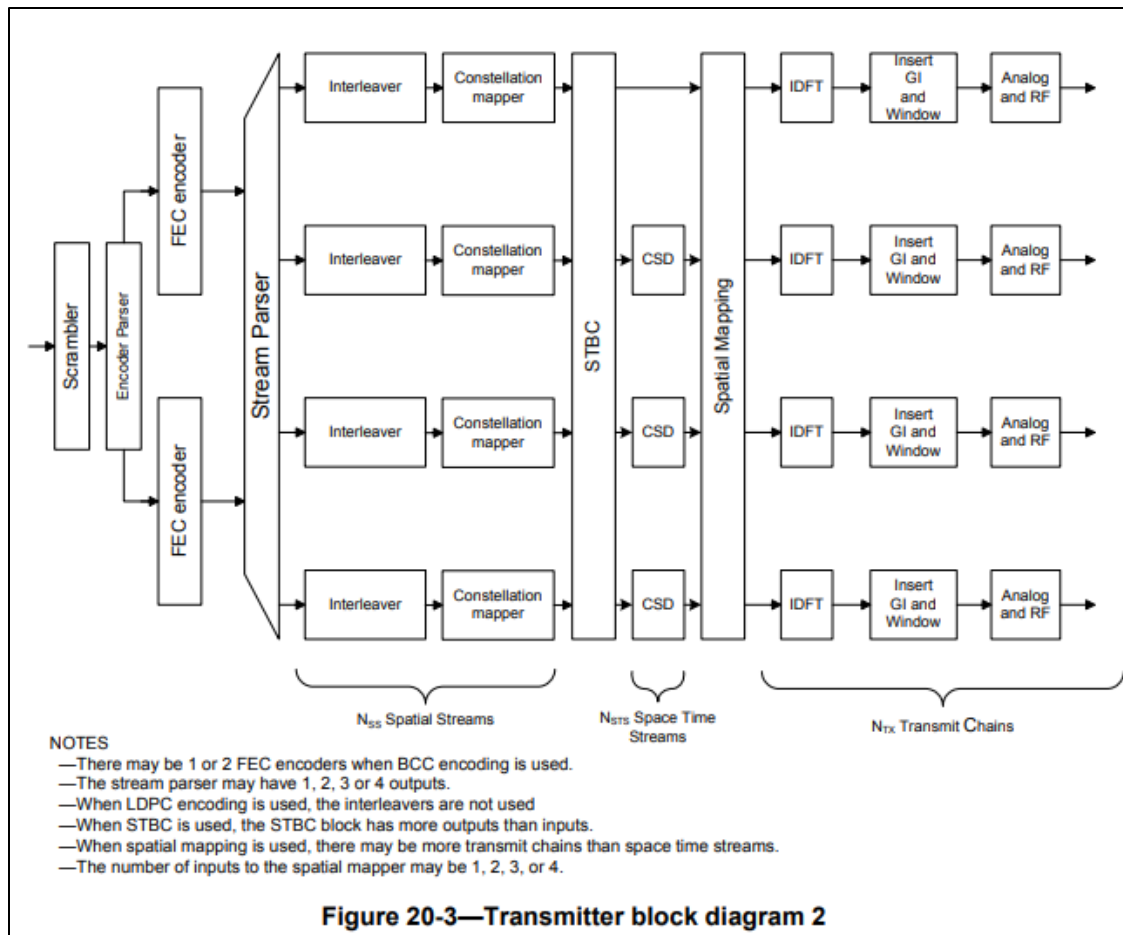 Scrambler
Encoder Parser
FEC encoder
FEC encoder
Stream Parser
Interleaver
Constellation
mapper
Interleaver
Constellation
mapper
Interleaver
Constellation
mapper
Interleaver
Constellation
mapper
STBC
CSD
CSD
CSD
Spatial Mapping
IDFT
Insert
GI
and
Window
Analog
and RF
IDFT
Insert
GI and
Window
Analog
and RF
IDFT
Insert
GI and
Window
Analog
and RF
IDFT
Insert
GI and
Window
Analog
and RF
NSS Spatial Streams
NSTS Space Time
Streams
NTX Transmit Chains
NOTES
—There may be 1 or 2 FEC encoders when BCC encoding is used.
—The stream parser may have 1, 2, 3 or 4 outputs.
—When LDPC encoding is used, the interleavers are not used
—When STBC is used, the STBC block has more outputs than inputs.
—When spatial mapping is used, there may be more transmit chains than space time streams.
—The number of inputs to the spatial mapper may be 1, 2, 3, or 4.
Figure 20-3—Transmitter block diagram 2